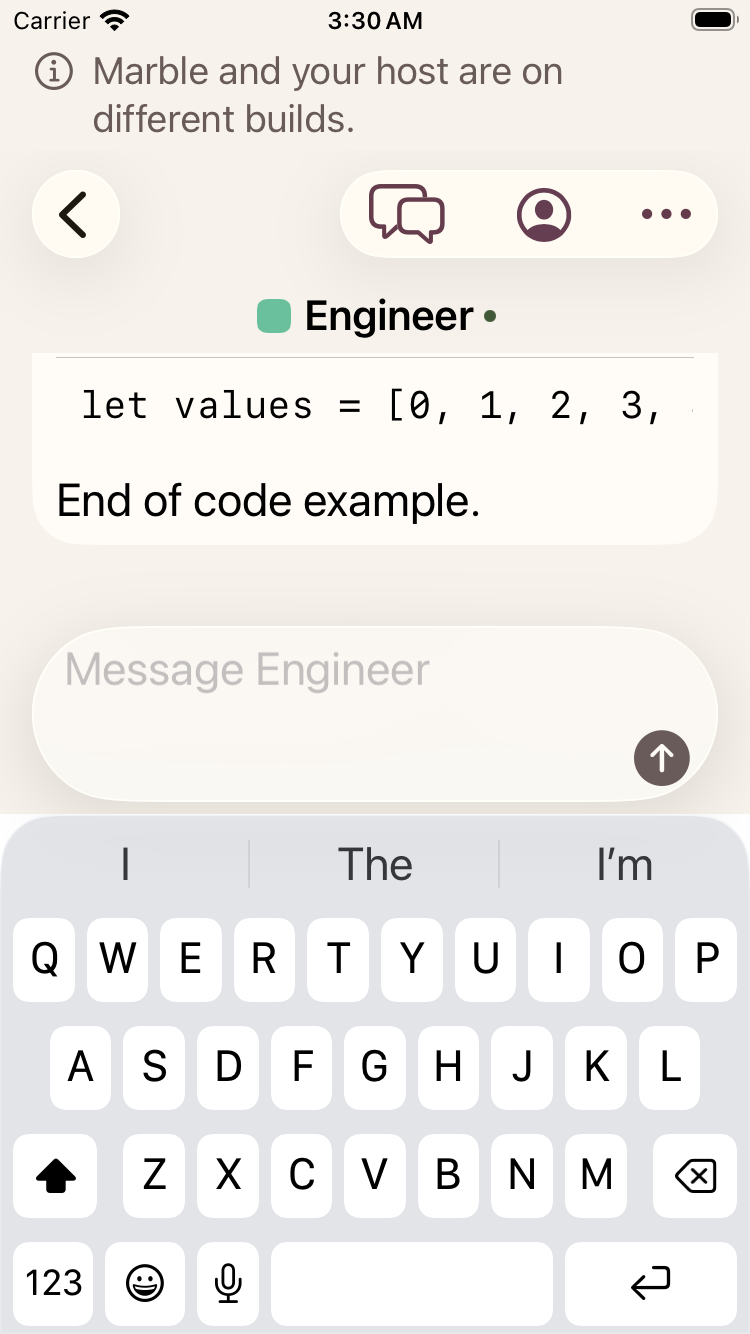 Carrier 3:30 AM
Marble and your host are on
different builds.
Engineer
let values = [0, 1, 2, 3,
End of code example.
Message Engineer
I The I’m
Q W E R T Y U I O P
A S D F G H J K L
Z X C V B N M
123